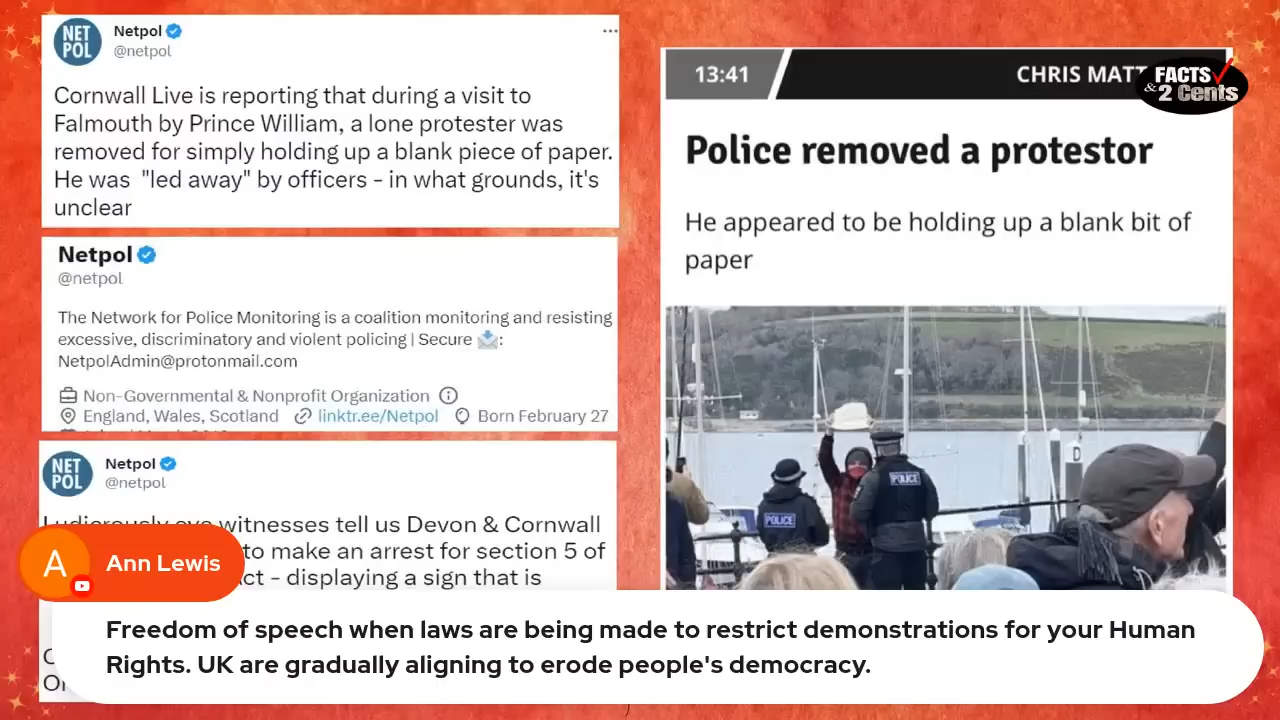 NET
POL
Netpol
@netpol
Cornwall Live is reporting that during a visit to
Falmouth by Prince William, a lone protester was
removed for simply holding up a blank piece of paper.
He was "led away" by officers - in what grounds, it's
unclear
Netpol
@netpol
The Network for Police Monitoring is a coalition monitoring and resisting
excessive, discriminatory and violent policing | Secure 📩:
NetpolAdmin@protonmail.com
Non-Governmental & Nonprofit Organization
England, Wales, Scotland linktr.ee/Netpol Born February 27
NET
POL
Netpol
@netpol
witnesses tell us Devon & Cornwall
to make an arrest for section 5 of
- displaying a sign that is
13:41 CHRIS MATT
FACTS
& 2 Cents
Police removed a protestor
He appeared to be holding up a blank bit of
paper
POLICE
POLICE
D
A
Ann Lewis
Freedom of speech when laws are being made to restrict demonstrations for your Human
Rights. UK are gradually aligning to erode people's democracy.